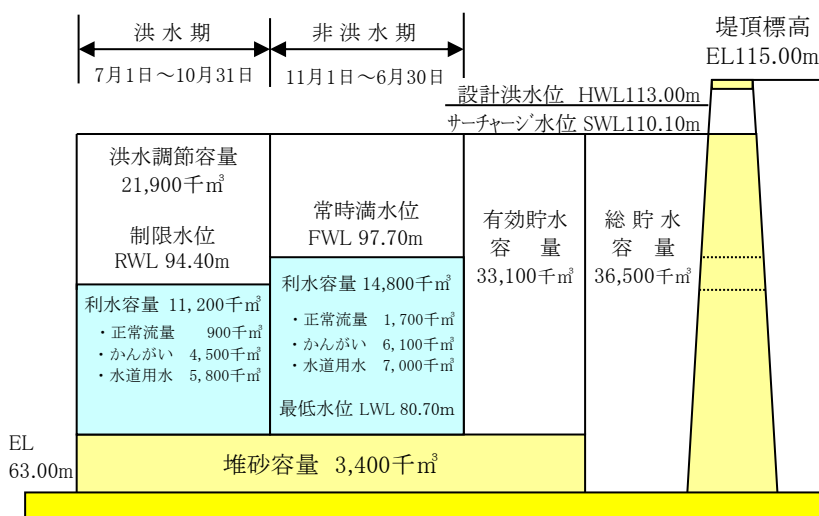 洪 水 期
非 洪 水 期
堤頂標高
EL115.00m
7月1日～10月31日
11月1日～6月30日
設計洪水位 HWL113.00m
サーチャージ水位 SWL110.10m
洪水調節容量
21,900千㎥
制限水位
RWL 94.40m
常時満水位
FWL 97.70m
有効貯水
容 量
33,100千㎥
総 貯 水
容 量
36,500千㎥
利水容量 11,200千㎥
・正常流量 900千㎥
・かんがい 4,500千㎥
・水道用水 5,800千㎥
利水容量 14,800千㎥
・正常流量 1,700千㎥
・かんがい 6,100千㎥
・水道用水 7,000千㎥
最低水位 LWL 80.70m
EL
63.00m
堆砂容量 3,400千㎥